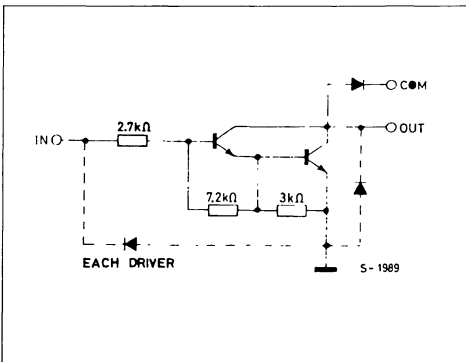 COM
2.7kΩ
IN
OUT
7.2kΩ
3kΩ
EACH DRIVER
S-1989